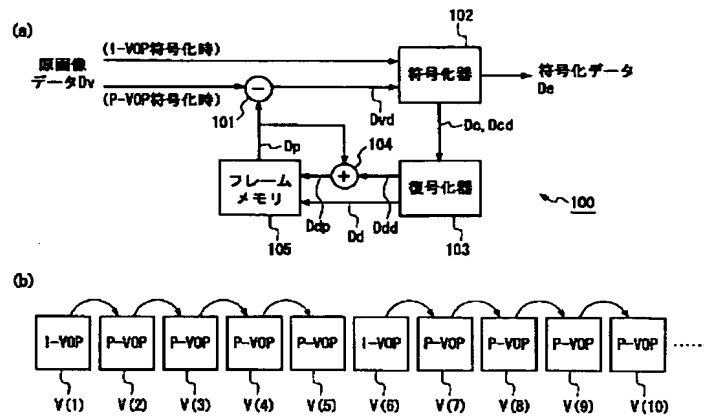 (a)
原画像
データDv
(I-VOP符号化時)
(P-VOP符号化時)
101
Dvd
102
符号化器
符号化データ
De
Dc,Dcd
Dp
104
フレーム
メモリ
105
Ddp
Dd
Ddd
復号化器
103
100
(b)
I-VOP
P-VOP
P-VOP
P-VOP
P-VOP
I-VOP
P-VOP
P-VOP
P-VOP
P-VOP
V(1)
V(2)
V(3)
V(4)
V(5)
V(6)
V(7)
V(8)
V(9)
V(10)